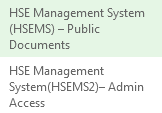 HSE Management System
(HSEMS) – Public
Documents
HSE Management
System(HSEMS2)– Admin
Access